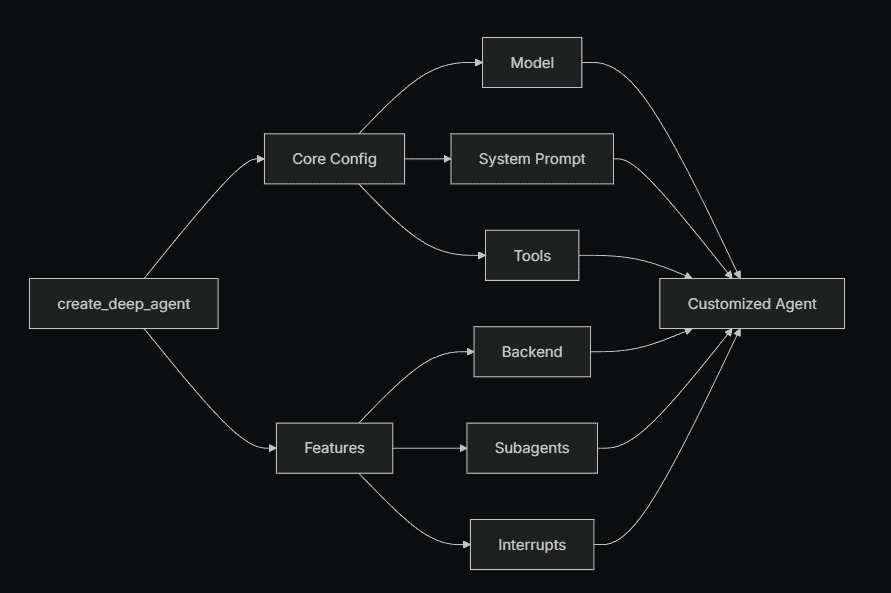 Model
Core Config
System Prompt
Tools
create_deep_agent
Customized Agent
Backend
Features
Subagents
Interrupts